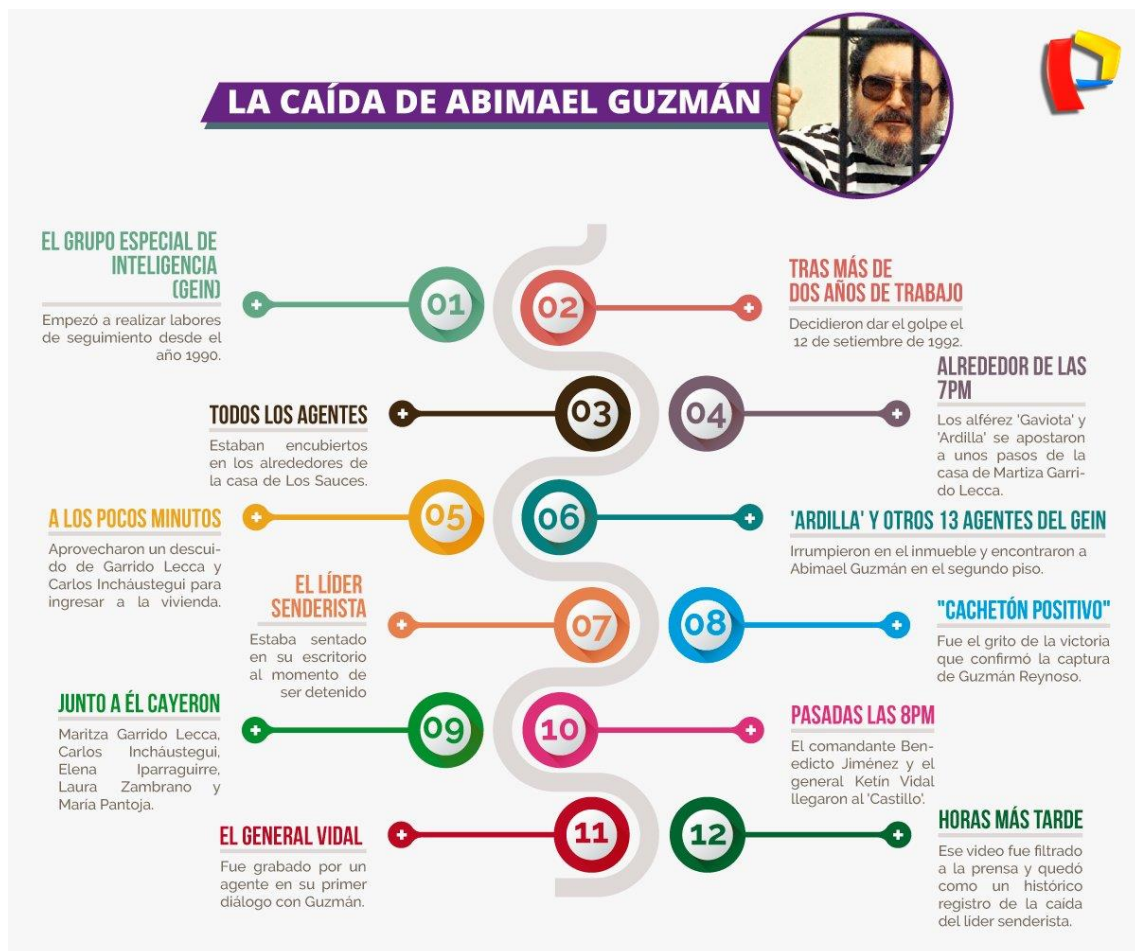 LA CAÍDA DE ABIMAEL GUZMÁN
EL GRUPO ESPECIAL DE
INTELIGENCIA
(GEIN)
Empezó a realizar labores
de seguimiento desde el
año 1990.
01
02
TRAS MÁS DE
DOS AÑOS DE TRABAJO
Decidieron dar el golpe el
12 de setiembre de 1992.
TODOS LOS AGENTES
Estaban encubiertos
en los alrededores de
la casa de Los Sauces.
03
04
ALREDEDOR DE LAS
7PM
Los alférez 'Gaviota' y
'Ardilla' se apostaron
a unos pasos de la
casa de Martiza Garri-
do Lecca.
A LOS POCOS MINUTOS
Aprovecharon un descui-
do de Garrido Lecca y
Carlos Incháustegui para
ingresar a la vivienda.
05
06
'ARDILLA' Y OTROS 13 AGENTES DEL GEIN
Irrumpieron en el inmueble y encontraron a
Abimael Guzmán en el segundo piso.
EL LÍDER
SENDERISTA
Estaba sentado
en su escritorio
al momento de
ser detenido
07
08
"CACHETÓN POSITIVO"
Fue el grito de la victoria
que confirmó la captura
de Guzmán Reynoso.
JUNTO A ÉL CAYERON
Maritza Garrido Lecca,
Carlos Incháustegui,
Elena Iparraguirre,
Laura Zambrano y
María Pantoja.
09
10
PASADAS LAS 8PM
El comandante Ben-
edicto Jiménez y el
general Ketín Vidal
llegaron al 'Castillo'.
EL GENERAL VIDAL
Fue grabado por un
agente en su primer
diálogo con Guzmán.
11
12
HORAS MÁS TARDE
Ese video fue filtrado
a la prensa y quedó
como un histórico
registro de la caída
del líder senderista.